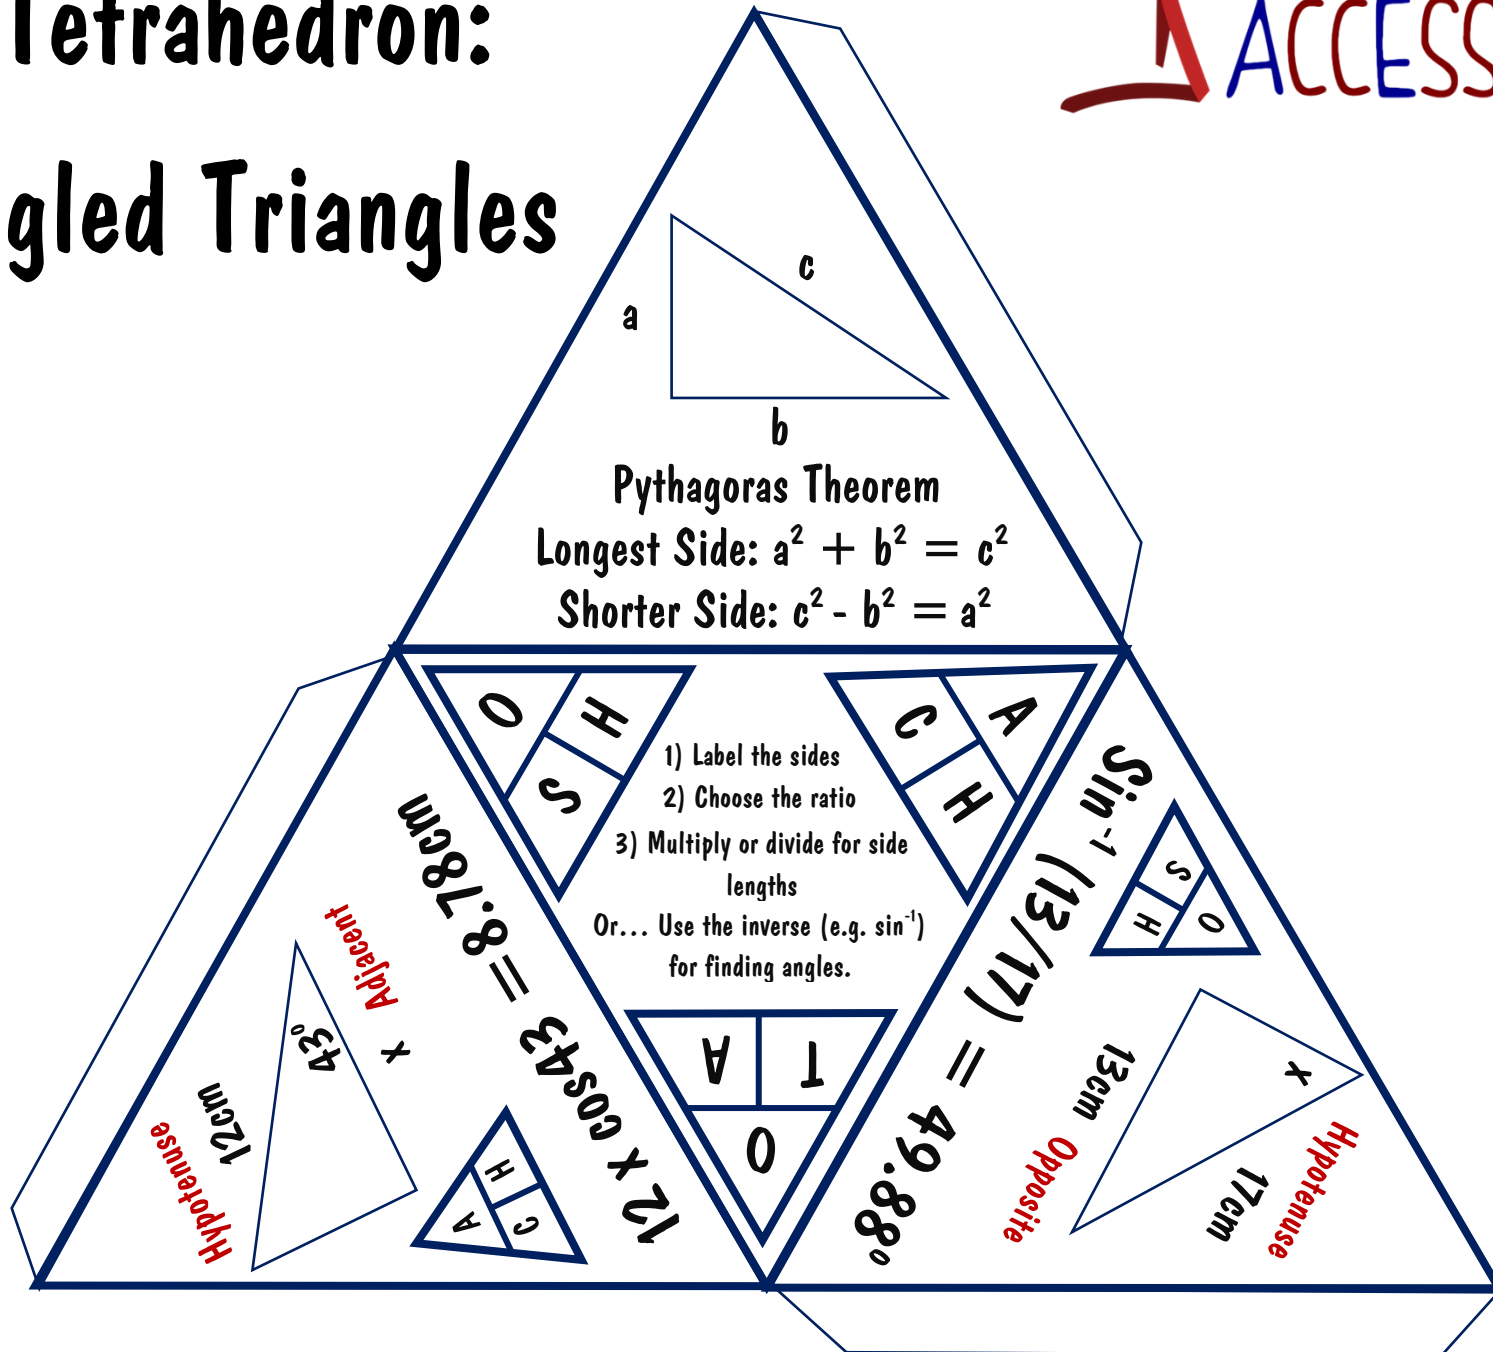 Tetrahedron:
gled Triangles
ACCESS
a
c
b
Pythagoras Theorem
Longest Side: a² + b² = c²
Shorter Side: c² - b² = a²
O
H
S
C
A
H
1) Label the sides
2) Choose the ratio
3) Multiply or divide for side
lengths
Or... Use the inverse (e.g. sin⁻¹)
for finding angles.
A
T
O
12 x cos43 = 8.78cm
Adjacent
x
43°
12cm
Hypotenuse
H
A
C
Sin⁻¹ (13/17) = 49.88°
S
H
O
13cm
Opposite
x
17cm
Hypotenuse